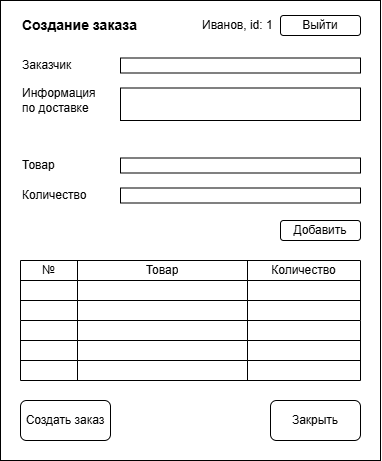 Создание заказа
Иванов, id: 1
Выйти
Заказчик
Информация
по доставке
Товар
Количество
Добавить
№ Товар Количество
Создать заказ
Закрыть